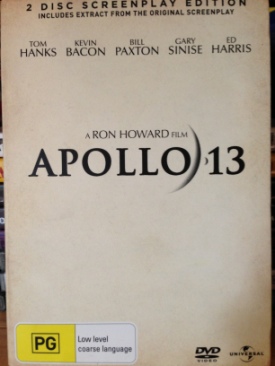 2 DISC SCREENPLAY EDITION
INCLUDES EXTRACT FROM THE ORIGINAL SCREENPLAY
TOM HANKS
KEVIN BACON
BILL PAXTON
GARY SINISE
ED HARRIS
A RON HOWARD FILM
APOLLO 13
PG
Low level
coarse language
DVD
VIDEO
UNIVERSAL